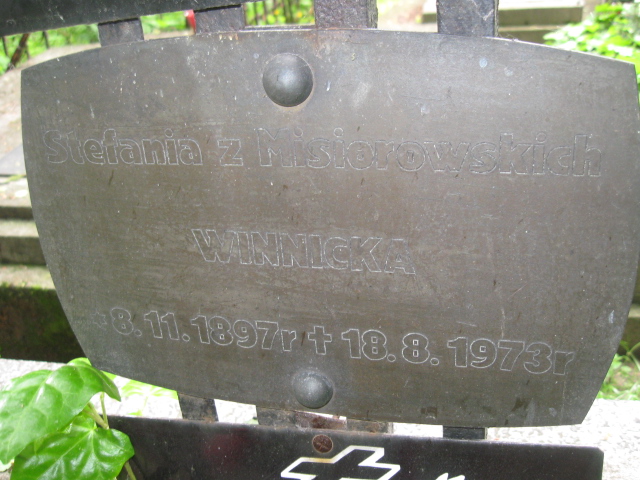 Stefania z Misierowskich
WINNICKA
* 8.11.1897r † 18.8.1973r